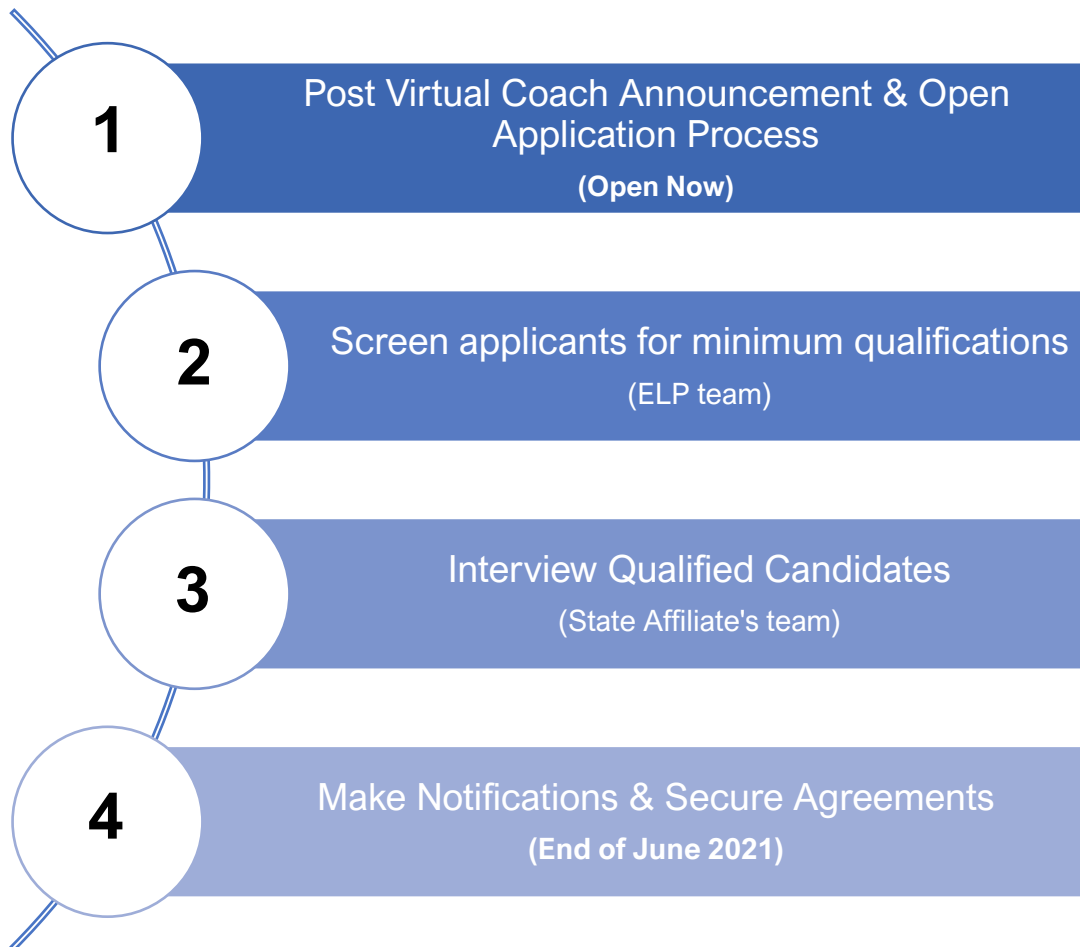 1
Post Virtual Coach Announcement & Open
Application Process
(Open Now)
2
Screen applicants for minimum qualifications
(ELP team)
3
Interview Qualified Candidates
(State Affiliate's team)
4
Make Notifications & Secure Agreements
(End of June 2021)